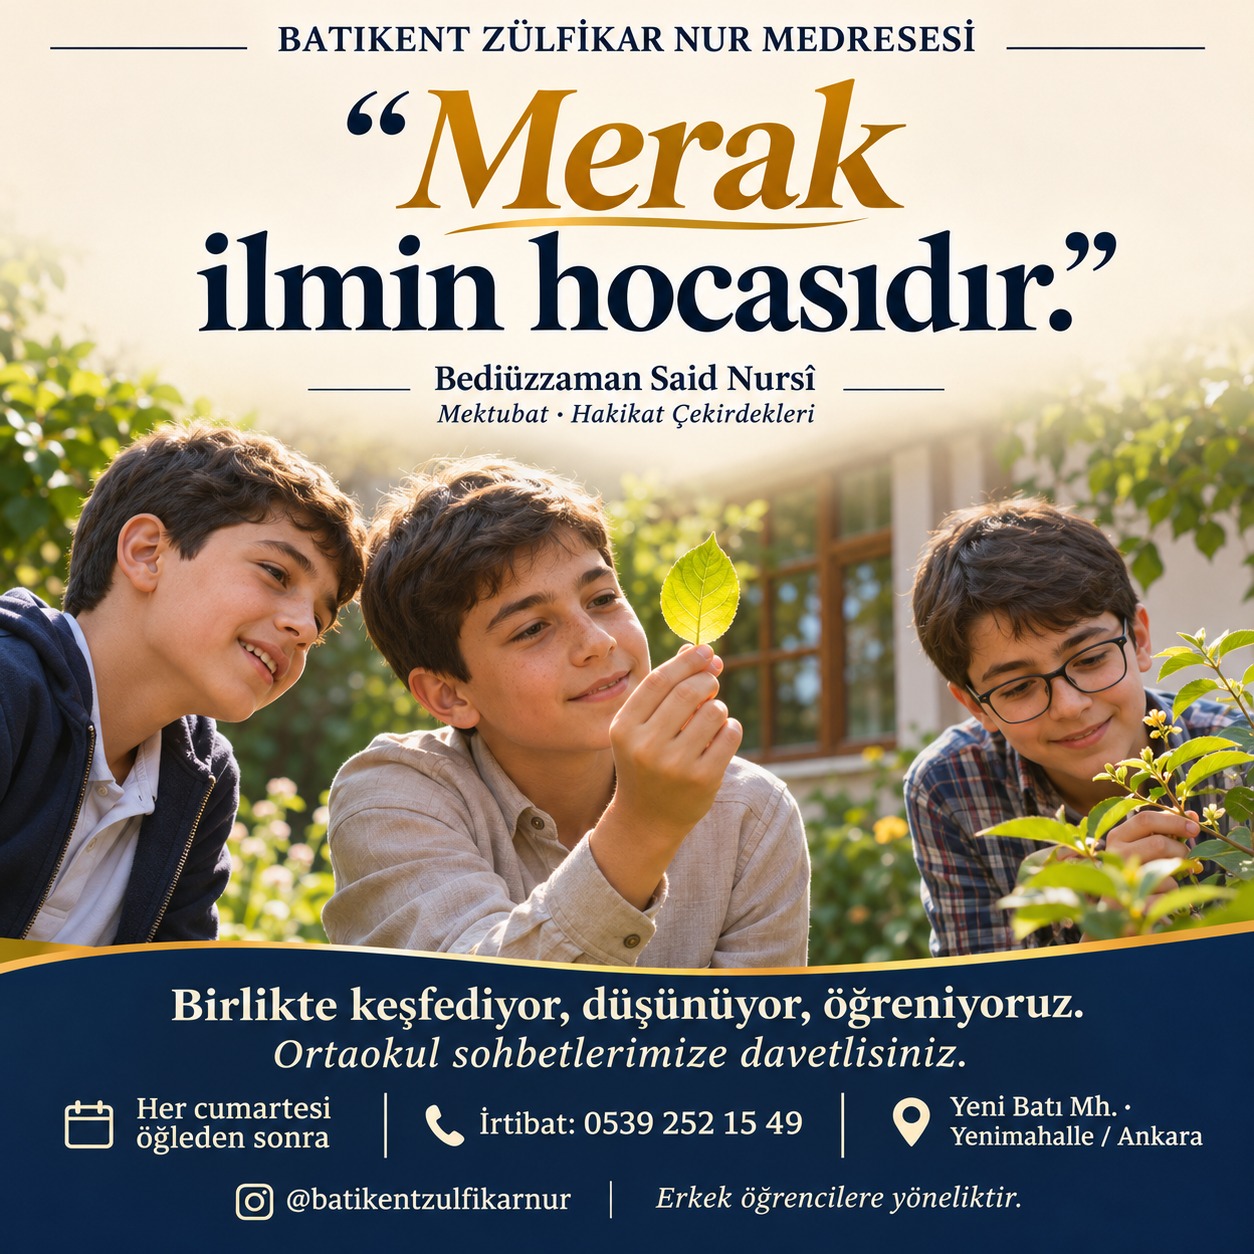 BATIKENT ZÜLFİKAR NUR MEDRESESİ
“Merak
ilmin hocasıdır.”
Bediüzzaman Said Nursî
Mektubat · Hakikat Çekirdekleri
Birlikte keşfediyor, düşünüyor, öğreniyoruz.
Ortaokul sohbetlerimize davetlisiniz.
Her cumartesi
öğleden sonra
İrtibat: 0539 252 15 49
Yeni Batı Mh. ·
Yenimahalle / Ankara
@batikentzulfikarnur
Erkek öğrencilere yöneliktir.